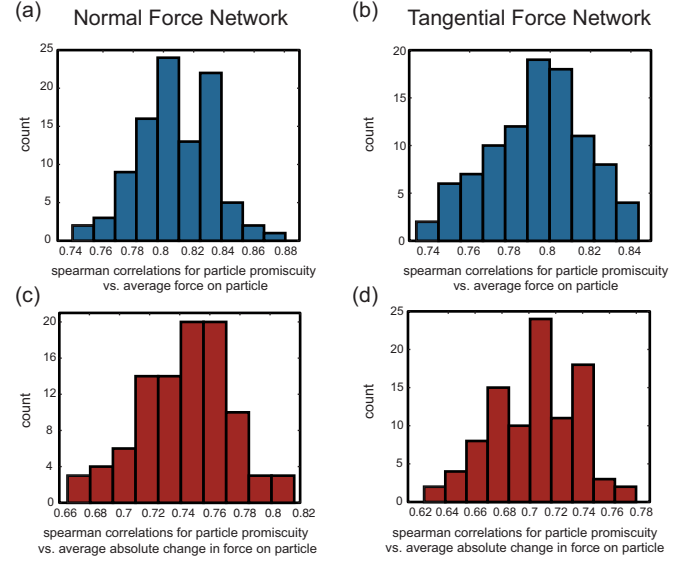 (a)
Normal Force Network
25
20
15
10
5
0
count
0.74 0.76 0.78 0.8 0.82 0.84 0.86 0.88
spearman correlations for particle promiscuity
vs. average force on particle
(b)
Tangential Force Network
20
15
10
5
0
count
0.74 0.76 0.78 0.8 0.82 0.84
spearman correlations for particle promiscuity
vs. average force on particle
(c)
20
16
12
8
4
0
count
0.66 0.68 0.7 0.72 0.74 0.76 0.78 0.8 0.82
spearman correlations for particle promiscuity
vs. average absolute change in force on particle
(d)
25
20
15
10
5
0
count
0.62 0.64 0.66 0.68 0.7 0.72 0.74 0.76 0.78
spearman correlations for particle promiscuity
vs. average absolute change in force on particle